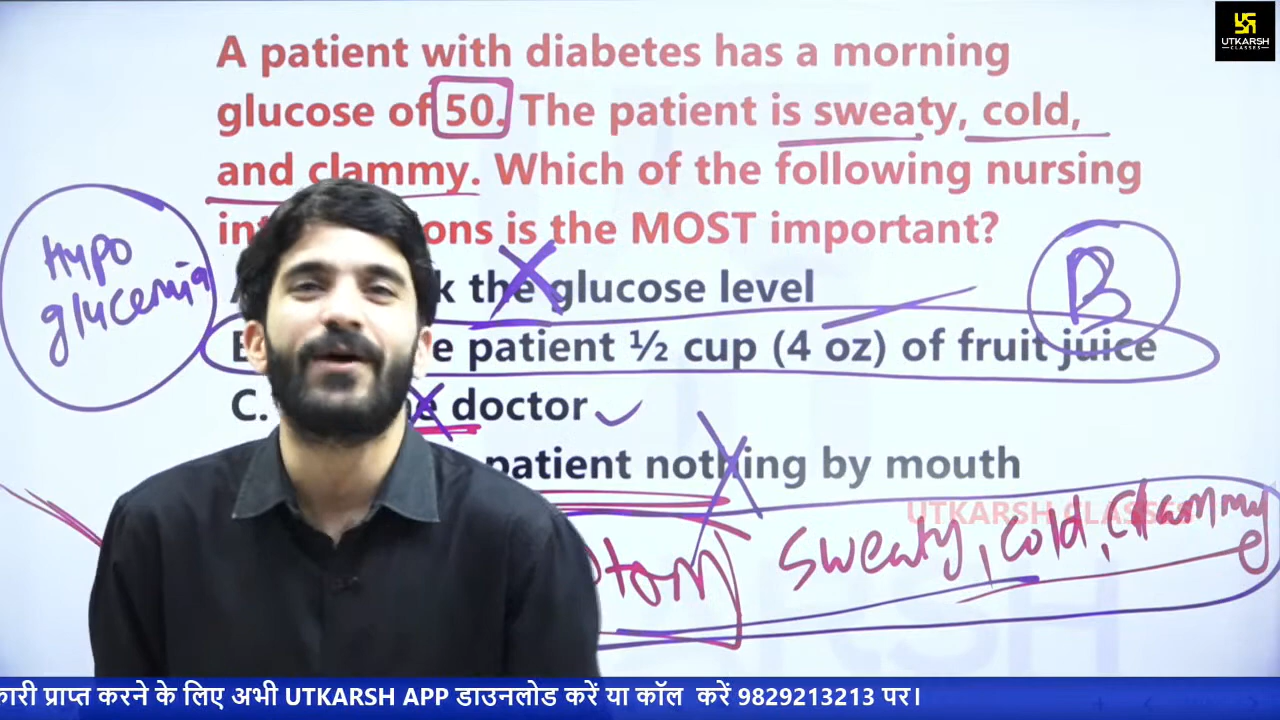 UTKARSH
CLASSES
A patient with diabetes has a morning
glucose of 50. The patient is sweaty, cold,
and clammy. Which of the following nursing
is the MOST important?
the glucose level
patient ½ cup (4 oz) of fruit juice
C. doctor
patient nothing by mouth
Hypo
glycemia
B
UTKARSH CLASSES
sweaty, cold, clammy
करने के लिए अभी UTKARSH APP डाउनलोड करें या कॉल करें 9829213213 पर।